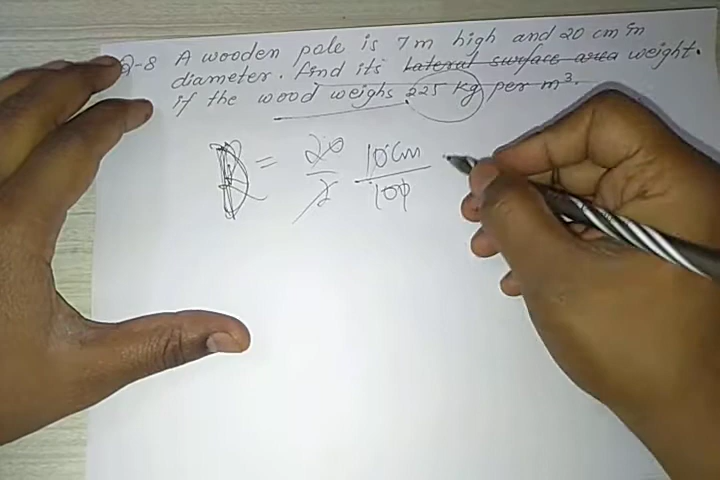 Q-8 A wooden pole is 7m high and 20 cm in
diameter. find its Lateral surface area weight.
if the wood weighs 225 kg per m³.
= 20/2 10cm/100